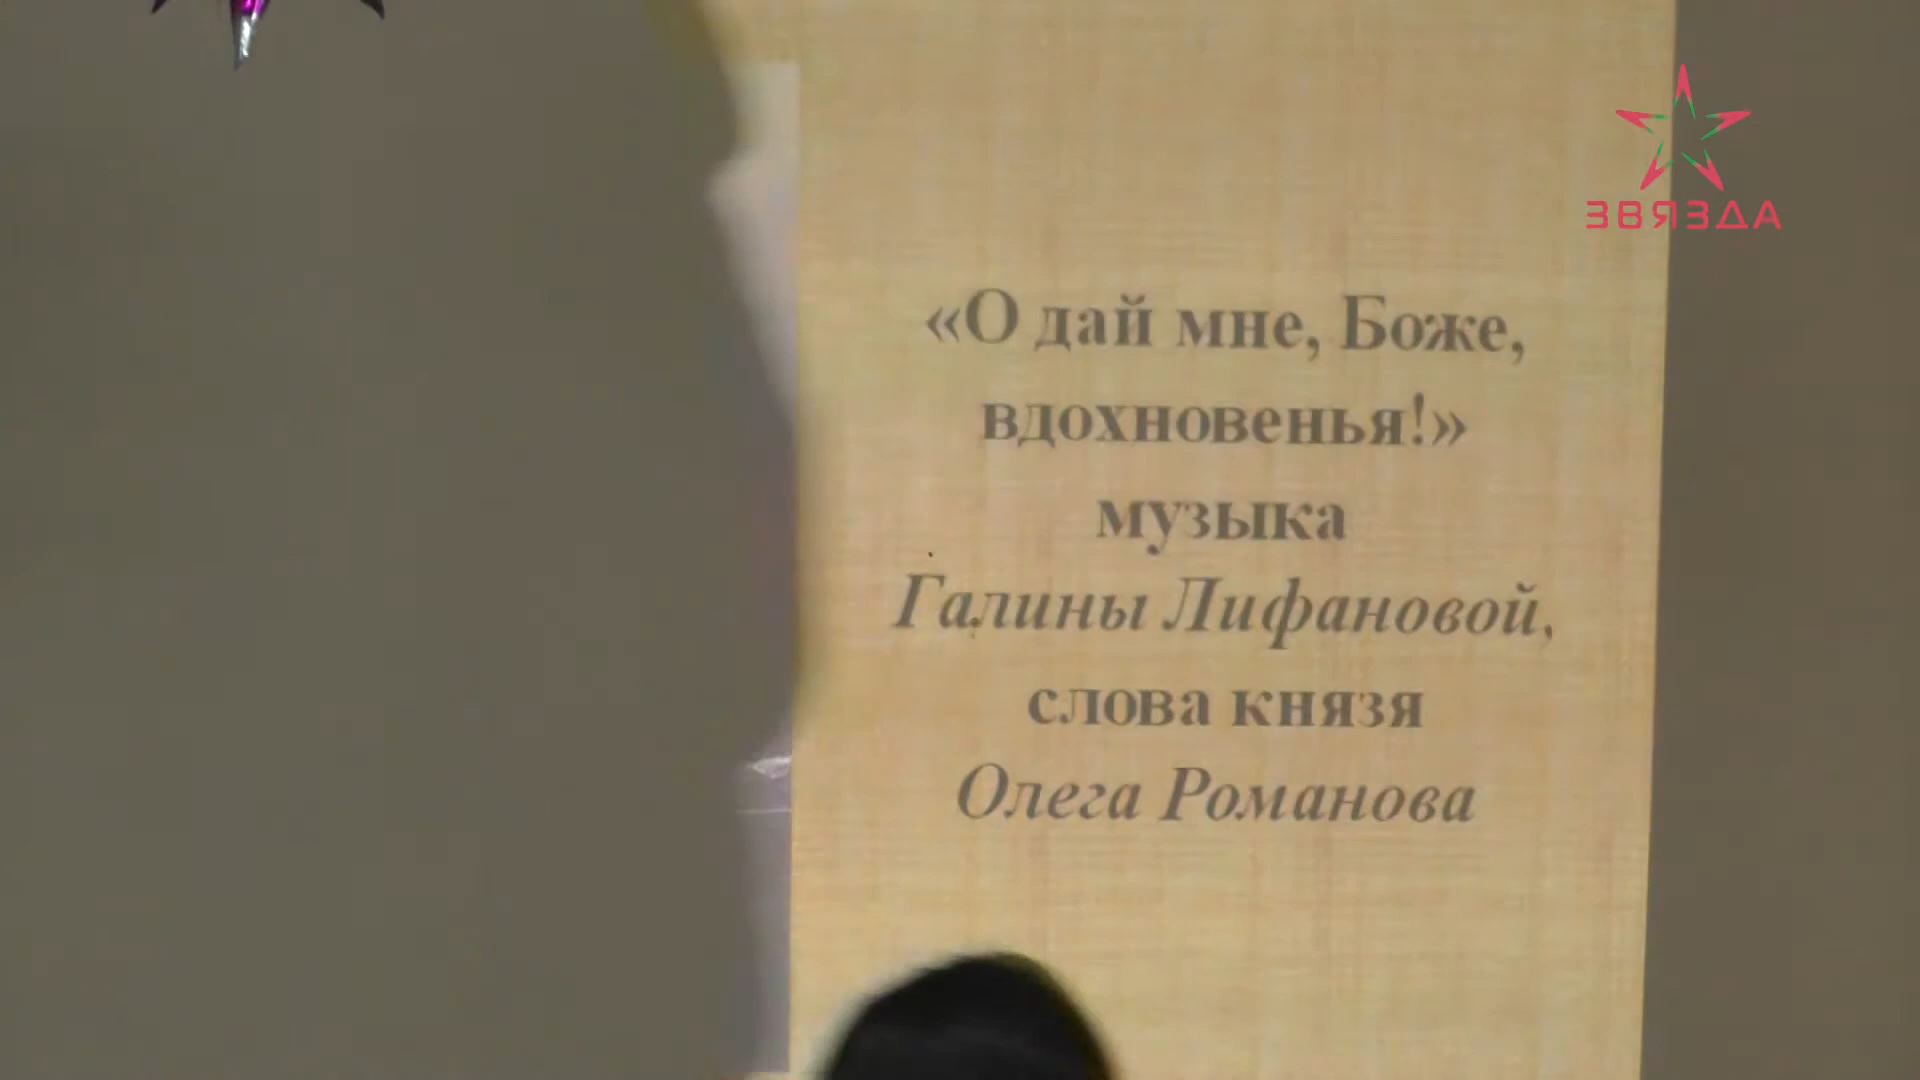 ЗВЯЗДА
«О дай мне, Боже,
вдохновенья!»
музыка
Галины Лифановой,
слова князя
Олега Романова